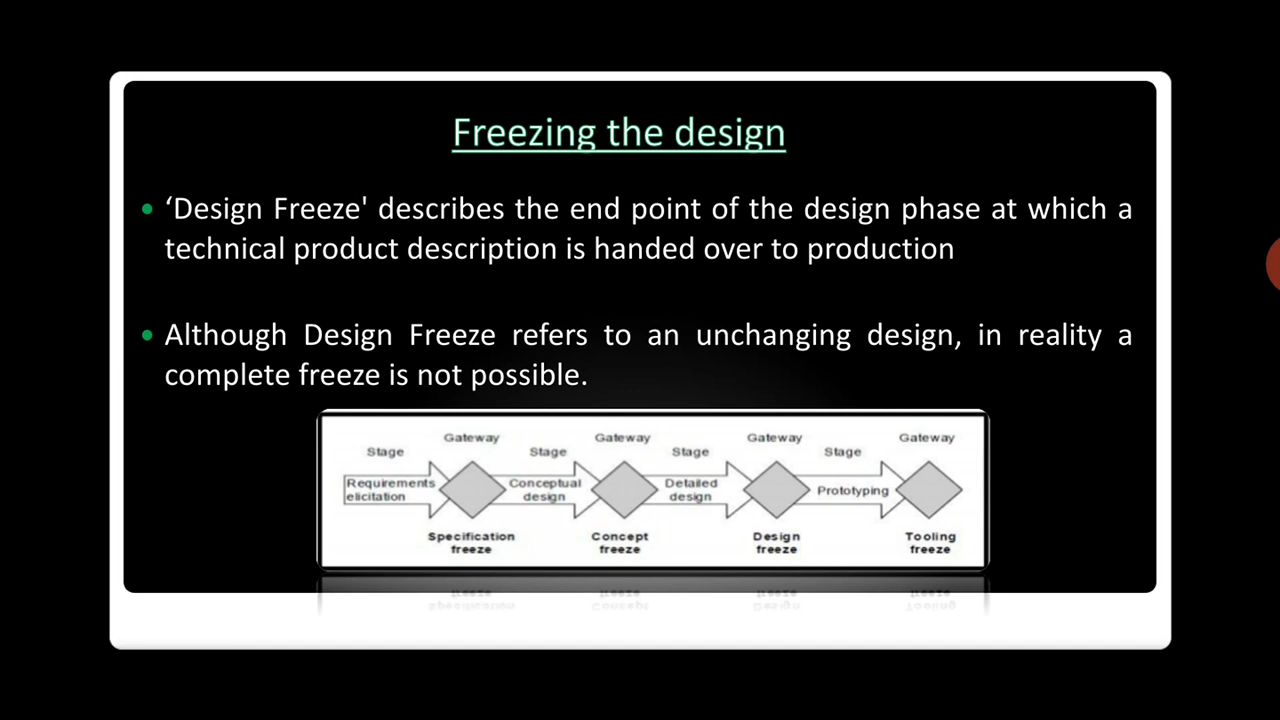 Freezing the design
• ‘Design Freeze' describes the end point of the design phase at which a
technical product description is handed over to production
• Although Design Freeze refers to an unchanging design, in reality a
complete freeze is not possible.
Gateway Gateway Gateway Gateway
Stage Stage Stage Stage
Requirements elicitation
Conceptual design
Detailed design
Prototyping
Specification freeze
Concept freeze
Design freeze
Tooling freeze